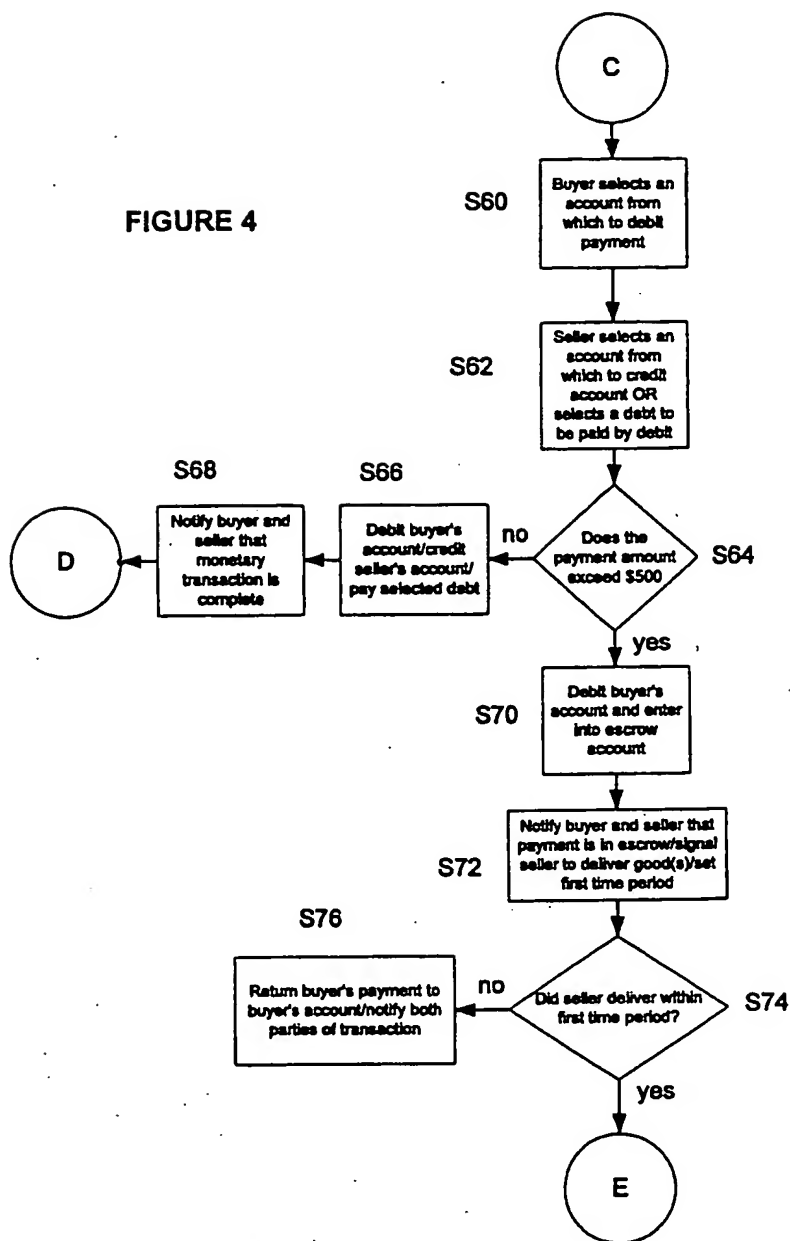 C
FIGURE 4
S60
Buyer selects an
account from
which to debit
payment
S62
Seller selects an
account from
which to credit
account OR
selects a debt to
be paid by debit
S64
Does the
payment amount
exceed $500
no
S66
Debit buyer's
account/credit
seller's account/
pay selected debt
S68
Notify buyer and
seller that
monetary
transaction is
complete
D
yes
S70
Debit buyer's
account and enter
into escrow
account
S72
Notify buyer and seller that
payment is in escrow/signal
seller to deliver good(s)/set
first time period
S74
Did seller deliver within
first time period?
no
S76
Return buyer's payment to
buyer's account/notify both
parties of transaction
yes
E